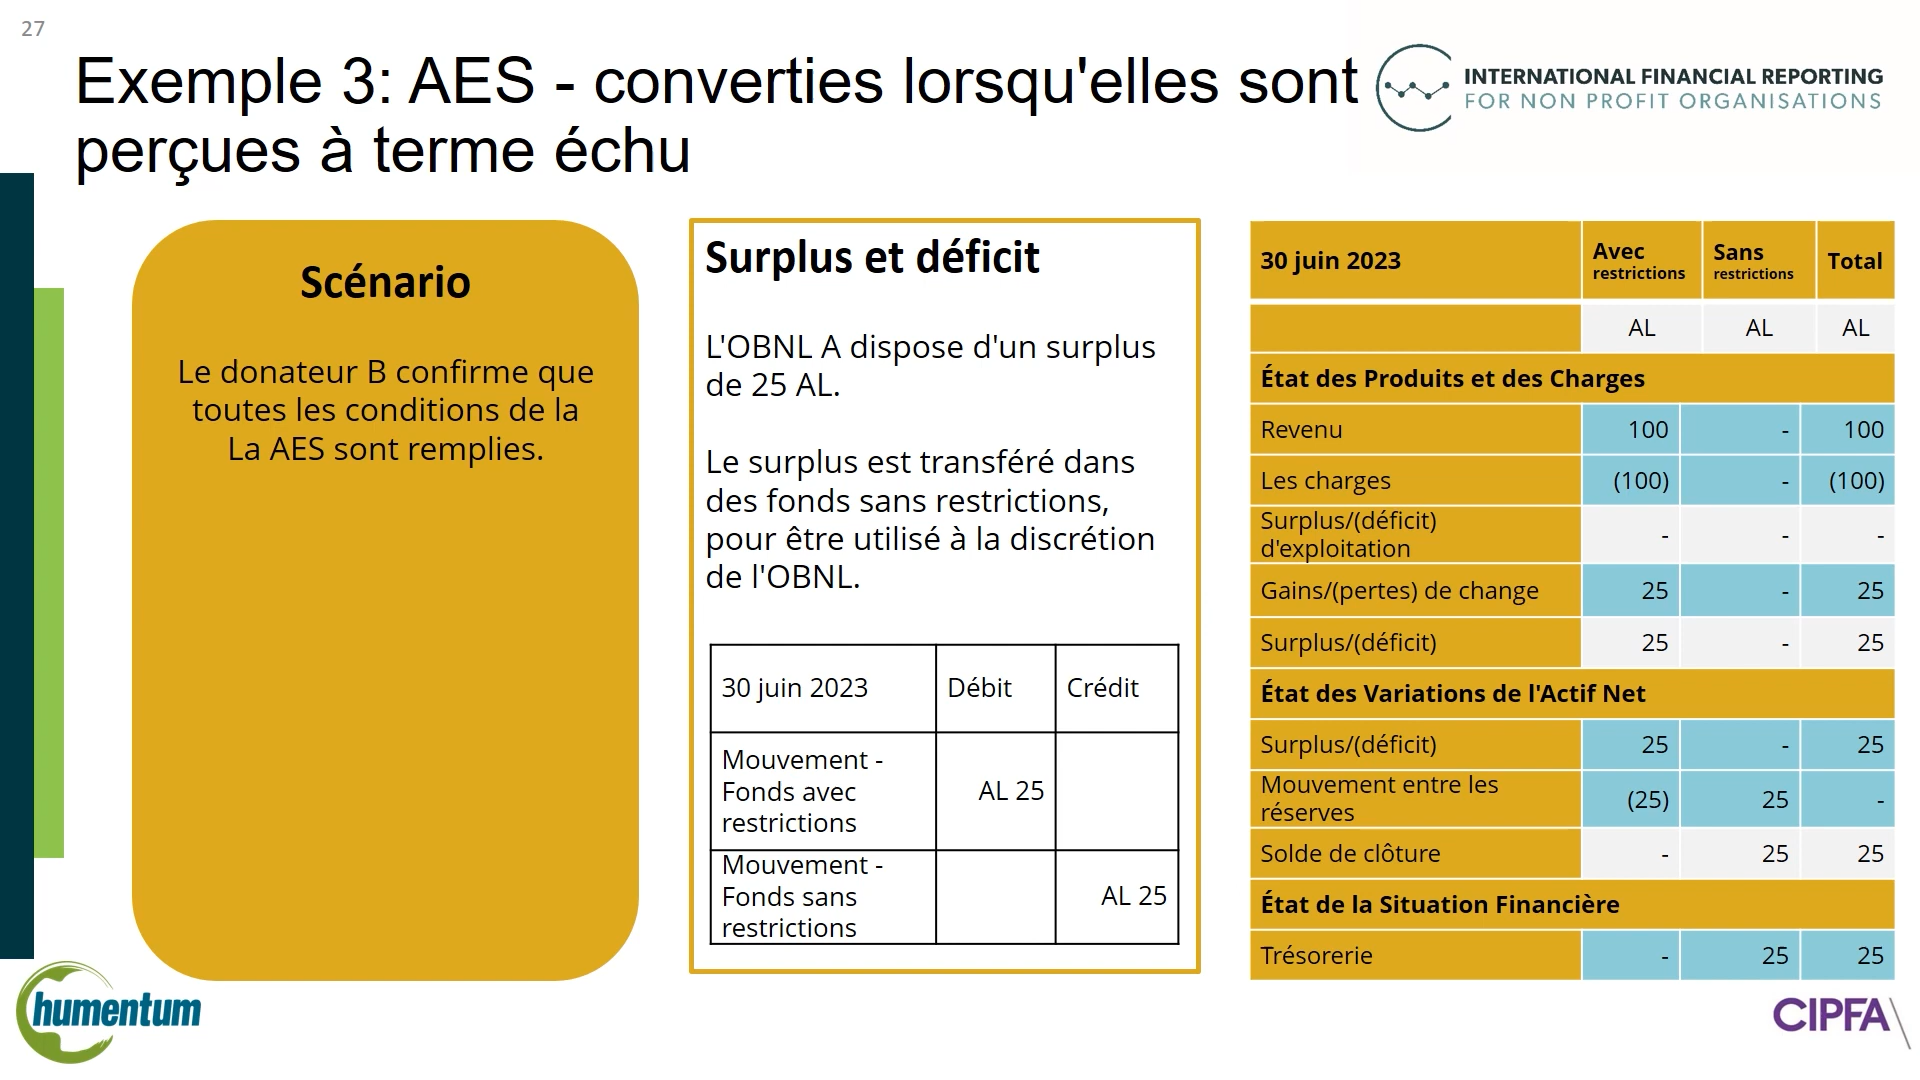 27
Exemple 3: AES - converties lorsqu'elles sont
perçues à terme échu
INTERNATIONAL FINANCIAL REPORTING
FOR NON PROFIT ORGANISATIONS
Scénario
Le donateur B confirme que
toutes les conditions de la
La AES sont remplies.
Surplus et déficit
L'OBNL A dispose d'un surplus
de 25 AL.
Le surplus est transféré dans
des fonds sans restrictions,
pour être utilisé à la discrétion
de l'OBNL.
30 juin 2023 Débit Crédit
Mouvement -
Fonds avec AL 25
restrictions
Mouvement -
Fonds sans AL 25
restrictions
30 juin 2023 Avec restrictions Sans restrictions Total
AL AL AL
État des Produits et des Charges
Revenu 100 - 100
Les charges (100) - (100)
Surplus/(déficit)
d'exploitation - - -
Gains/(pertes) de change 25 - 25
Surplus/(déficit) 25 - 25
État des Variations de l'Actif Net
Surplus/(déficit) 25 - 25
Mouvement entre les
réserves (25) 25 -
Solde de clôture - 25 25
État de la Situation Financière
Trésorerie - 25 25
humentum
CIPFA